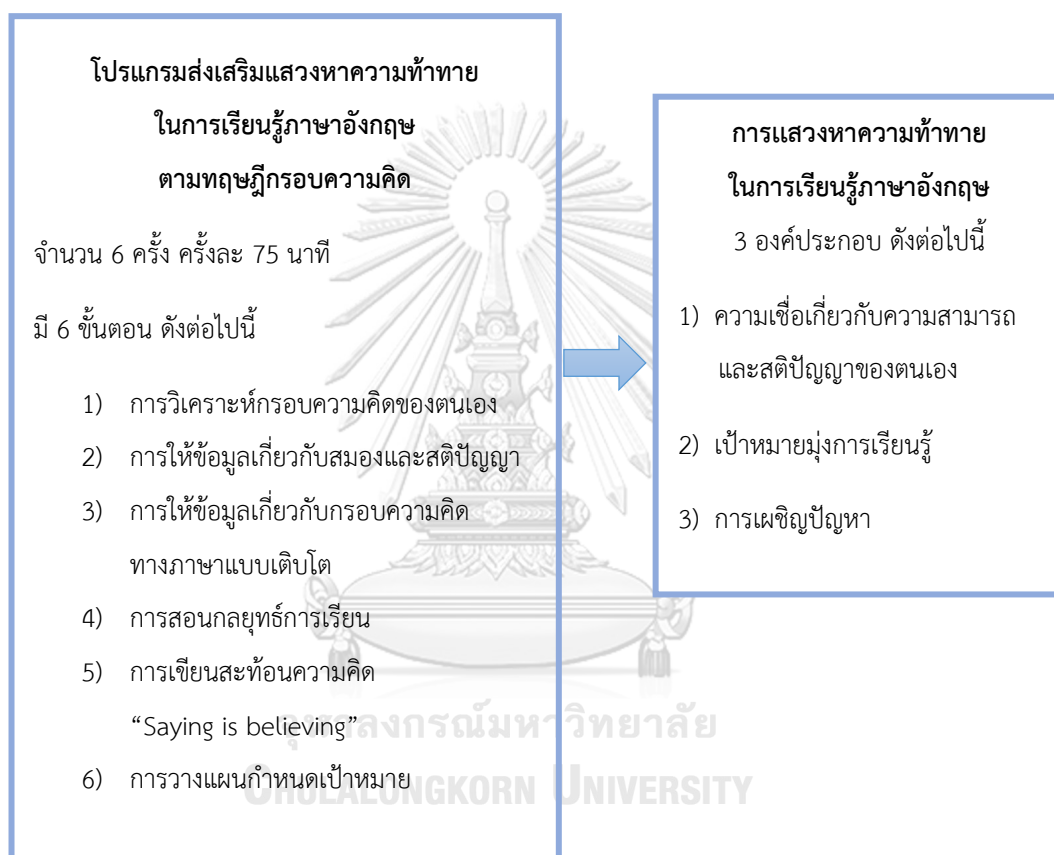 โปรแกรมส่งเสริมแสวงหาความท้าทาย
ในการเรียนรู้ภาษาอังกฤษ
ตามทฤษฎีกรอบความคิด
จำนวน 6 ครั้ง ครั้งละ 75 นาที
มี 6 ขั้นตอน ดังต่อไปนี้
1) การวิเคราะห์กรอบความคิดของตนเอง
2) การให้ข้อมูลเกี่ยวกับสมองและสติปัญญา
3) การให้ข้อมูลเกี่ยวกับกรอบความคิด
ทางภาษาแบบเติบโต
4) การสอนกลยุทธ์การเรียน
5) การเขียนสะท้อนความคิด
“Saying is believing”
6) การวางแผนกำหนดเป้าหมาย
การแสวงหาความท้าทาย
ในการเรียนรู้ภาษาอังกฤษ
3 องค์ประกอบ ดังต่อไปนี้
1) ความเชื่อเกี่ยวกับความสามารถ
และสติปัญญาของตนเอง
2) เป้าหมายมุ่งการเรียนรู้
3) การเผชิญปัญหา
จุฬาลงกรณ์มหาวิทยาลัย
CHULALONGKORN UNIVERSITY